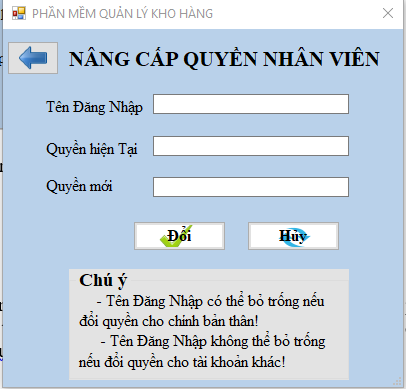 PHẦN MỀM QUẢN LÝ KHO HÀNG
NÂNG CẤP QUYỀN NHÂN VIÊN
Tên Đăng Nhập
Quyền hiện Tại
Quyền mới
Đổi
Hủy
Chú ý
- Tên Đăng Nhập có thể bỏ trống nếu
đổi quyền cho chính bản thân!
- Tên Đăng Nhập không thể bỏ trống
nếu đổi quyền cho tài khoản khác!